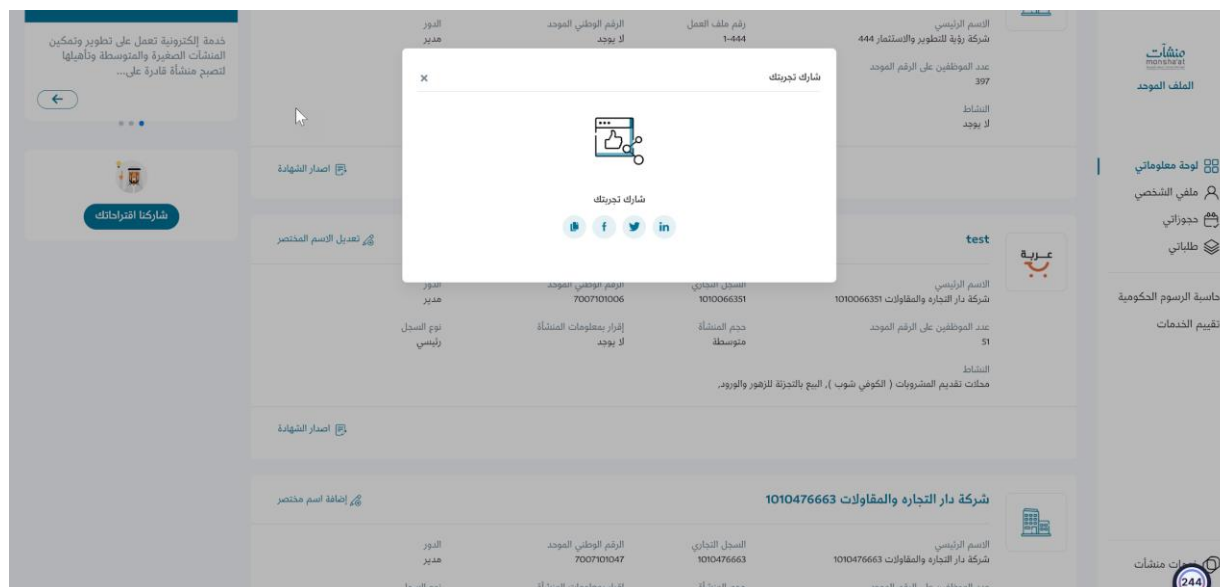 منشآت
monsha'at
الملف الموحد
لوحة معلوماتي
ملفي الشخصي
حجوزاتي
طلباتي
حاسبة الرسوم الحكومية
تقييم الخدمات
منشآت
244
الاسم الرئيسي
شركة رؤية للتطوير والاستثمار 444
رقم ملف العمل
1-444
الرقم الوطني الموحد
لا يوجد
الدور
مدير
عدد الموظفين على الرقم الموحد
397
النشاط
لا يوجد
اصدار الشهادة
شارك تجربتك
×
شارك تجربتك
in
f
عربية
test
تعديل الاسم المختصر
الاسم الرئيسي
شركة دار التجاره والمقاولات 1010066351
السجل التجاري
1010066351
الرقم الوطني الموحد
7007101006
الدور
مدير
عدد الموظفين على الرقم الموحد
51
حجم المنشأة
متوسطة
إقرار بمعلومات المنشأة
لا يوجد
نوع السجل
رئيسي
النشاط
محلات تقديم المشروبات ( الكوفي شوب ), البيع بالتجزئة للزهور والورود,
اصدار الشهادة
شركة دار التجاره والمقاولات 1010476663
إضافة اسم مختصر
الاسم الرئيسي
شركة دار التجاره والمقاولات 1010476663
السجل التجاري
1010476663
الرقم الوطني الموحد
7007101047
الدور
مدير
خدمة إلكترونية تعمل على تطوير وتمكين
المنشآت الصغيرة والمتوسطة وتأهيلها
لتصبح منشأة قادرة على...
شاركنا اقتراحاتك